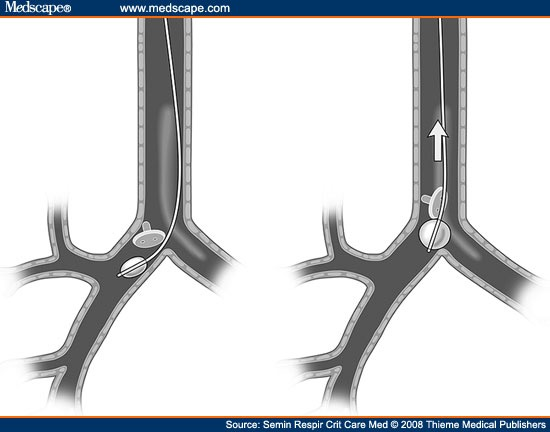 Medscape® www.medscape.com
Source: Semin Respir Crit Care Med © 2008 Thieme Medical Publishers